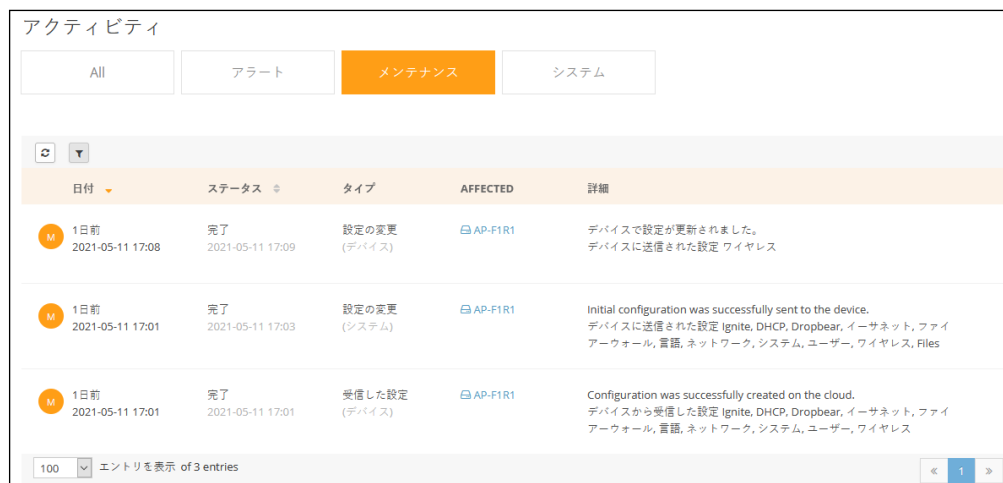 アクティビティ
All アラート メンテナンス システム
日付 ステータス タイプ AFFECTED 詳細
M 1日前 完了 設定の変更 AP-F1R1 デバイスで設定が更新されました。
2021-05-11 17:08 2021-05-11 17:09 (デバイス) デバイスに送信された設定 ワイヤレス
M 1日前 完了 設定の変更 AP-F1R1 Initial configuration was successfully sent to the device.
2021-05-11 17:01 2021-05-11 17:03 (システム) デバイスに送信された設定 Ignite, DHCP, Dropbear, イーサネット, ファイ
アーウォール, 言語, ネットワーク, システム, ユーザー, ワイヤレス, Files
M 1日前 完了 受信した設定 AP-F1R1 Configuration was successfully created on the cloud.
2021-05-11 17:01 2021-05-11 17:01 (デバイス) デバイスから受信した設定 Ignite, DHCP, Dropbear, イーサネット, ファイ
アーウォール, 言語, ネットワーク, システム, ユーザー, ワイヤレス
100 エントリを表示 of 3 entries « 1 »